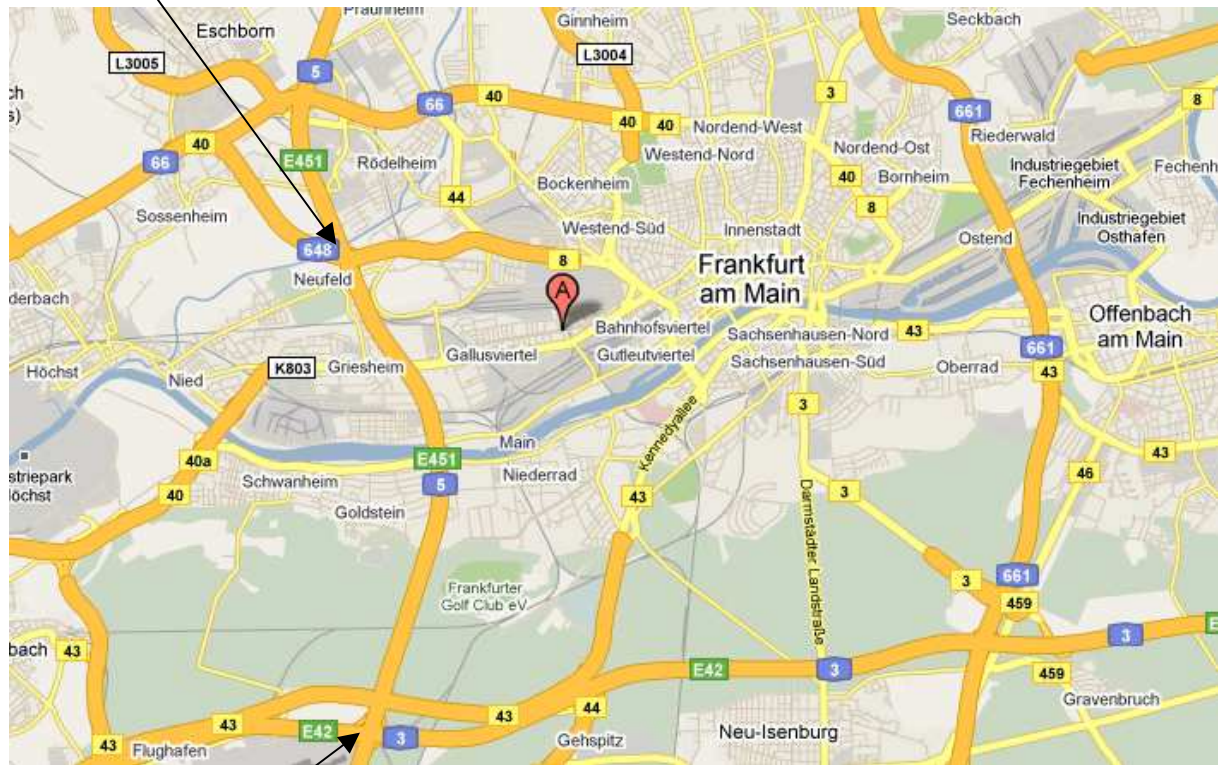 Praunheim
Ginnheim
Seckbach
Eschborn
L3005
L3004
5
66
40
3
661
8
40
40
Nordend-West
Riederwald
40
66
E451
Rödelheim
Westend-Nord
Nordend-Ost
Industriegebiet
Fechenheim
Fechenh
44
Bockenheim
40
Bornheim
8
Sossenheim
Westend-Süd
Innenstadt
Industriegebiet
Osthafen
648
8
Ostend
Neufeld
A
Frankfurt
am Main
derbach
Bahnhofsviertel
Sachsenhausen-Nord
43
Offenbach
am Main
Gallusviertel
Gutleutviertel
Sachsenhausen-Süd
661
Höchst
Nied
K803
Griesheim
Oberrad
43
3
Kennedyallee
Main
40a
E451
43
striepark
Höchst
40
Schwanheim
5
Niederrad
46
43
3
Goldstein
Darmstädter Landstraße
Frankfurter
Golf Club eV
3
661
459
bach
43
E42
3
3
459
Gravenbruch
43
E42
3
43
44
Neu-Isenburg
43
Flughafen
Gehspitz